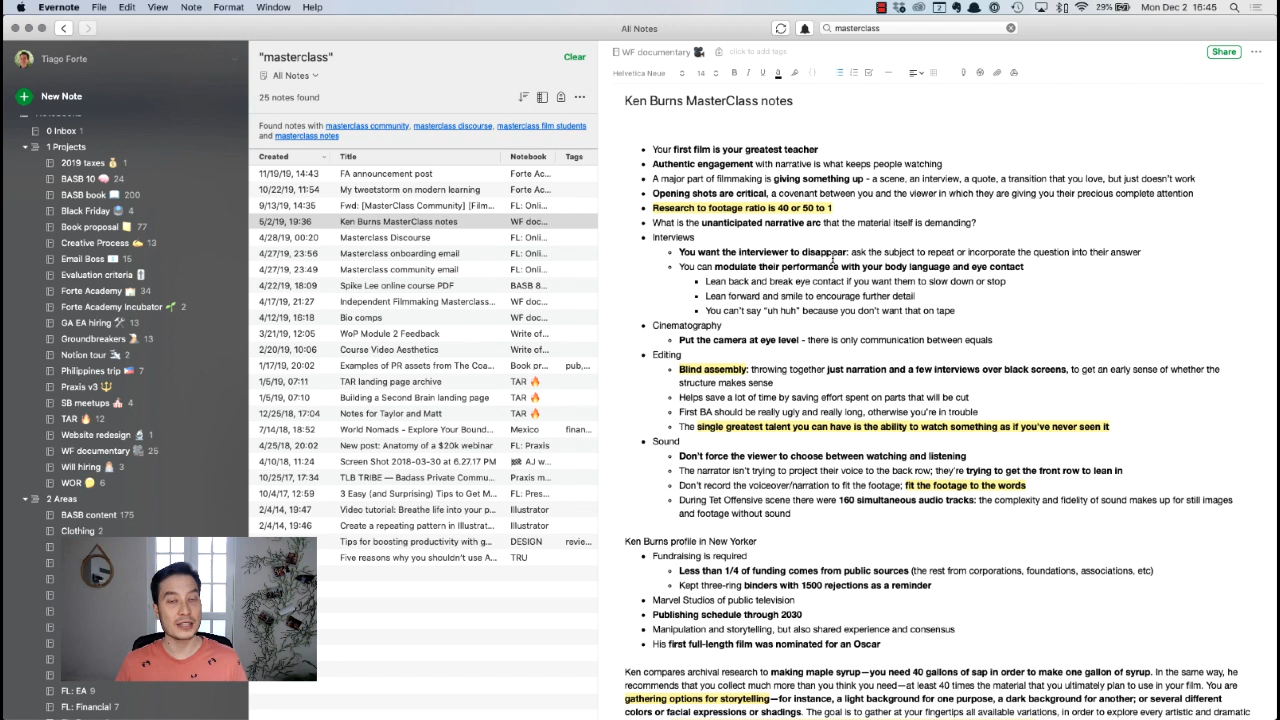 Evernote File Edit View Note Format Window Help
29% Mon Dec 2 16:45
All Notes
masterclass
Tiago Forte
New Note
0 Inbox 1
1 Projects
2019 taxes 1
BASB 10 24
BASB book 200
Black Friday 4
Book proposal 77
Creative Process 13
Email Boss 15
Evaluation criteria
Forte Academy 34
Forte Academy Inc 51
GA EA hiring 13
Groundbreakers 13
Notion tour 2
Philippines trip 7
Praxis v3
SB meetups 4
TAR 12
Website redesign 1
WF documentary 25
Will hiring 3
WOR 6
2 Areas
BASB content 175
Clothing 2
FL: EA 9
FL: Financial 7
"masterclass"
Clear
All Notes
25 notes found
Found notes with masterclass community, masterclass discourse, masterclass film students
and masterclass notes
Created Title Notebook Tags
11/19/19, 14:43 FA announcement post Forte Ac...
10/22/19, 11:54 My tweetstorm on modern learning Forte Ac...
9/13/19, 14:35 Fwd: [MasterClass Community] [Film... Forte Ac...
5/2/19, 19:36 Ken Burns MasterClass notes WF doc...
4/28/19, 00:20 Masterclass Discourse FL: Onli...
4/27/19, 23:56 Masterclass onboarding email FL: Onli...
4/27/19, 23:49 Masterclass community email FL: Onli...
4/22/19, 18:09 Spike Lee online course PDF BASB 8...
4/17/19, 21:27 Independent Filmmaking Masterclass... WF doc...
4/12/19, 16:18 Bio comps WF doc...
3/21/19, 12:05 WoP Module 2 Feedback Write of...
2/20/19, 10:06 Course Video Aesthetics Write of...
1/17/19, 20:02 Examples of PR assets from The Coa... Book pr... pub,...
1/5/19, 07:11 TAR landing page archive TAR
1/5/19, 07:10 Building a Second Brain landing page TAR
12/25/18, 17:04 Notes for Taylor and Matt TAR
7/14/18, 18:52 World Nomads - Explore Your Bound... Mexico finan...
4/25/18, 20:02 New post: Anatomy of a $20k webinar FL: Praxis
4/10/18, 11:24 Screen Shot 2018-03-30 at 6.27.17 PM AJ w...
10/25/17, 17:34 TLB TRIBE — Badass Private Commu... Praxis m...
10/4/17, 12:59 3 Easy (and Surprising) Tips to Get M... FL: Pres...
2/4/14, 19:47 Video tutorial: Breathe life into your p... Illustrator
2/4/14, 19:46 Create a repeating pattern in Illustrat... Illustrator
Tips for boosting productivity with g... DESIGN revie...
Five reasons why you shouldn't use A... TRU
WF documentary click to add tags
Share
Helvetica Neue 14 B I U a
Ken Burns MasterClass notes
• Your first film is your greatest teacher
• Authentic engagement with narrative is what keeps people watching
• A major part of filmmaking is giving something up - a scene, an interview, a quote, a transition that you love, but just doesn't work
• Opening shots are critical, a covenant between you and the viewer in which they are giving you their precious complete attention
• Research to footage ratio is 40 or 50 to 1
• What is the unanticipated narrative arc that the material itself is demanding?
• Interviews
◦ You want the interviewer to disappear: ask the subject to repeat or incorporate the question into their answer
◦ You can modulate their performance with your body language and eye contact
▪ Lean back and break eye contact if you want them to slow down or stop
▪ Lean forward and smile to encourage further detail
▪ You can't say "uh huh" because you don't want that on tape
• Cinematography
◦ Put the camera at eye level - there is only communication between equals
• Editing
◦ Blind assembly: throwing together just narration and a few interviews over black screens, to get an early sense of whether the
structure makes sense
◦ Helps save a lot of time by saving effort spent on parts that will be cut
◦ First BA should be really ugly and really long, otherwise you're in trouble
◦ The single greatest talent you can have is the ability to watch something as if you've never seen it
• Sound
◦ Don't force the viewer to choose between watching and listening
◦ The narrator isn't trying to project their voice to the back row; they're trying to get the front row to lean in
◦ Don't record the voiceover/narration to fit the footage; fit the footage to the words
◦ During Tet Offensive scene there were 160 simultaneous audio tracks: the complexity and fidelity of sound makes up for still images
and footage without sound
Ken Burns profile in New Yorker
• Fundraising is required
◦ Less than 1/4 of funding comes from public sources (the rest from corporations, foundations, associations, etc)
◦ Kept three-ring binders with 1500 rejections as a reminder
• Marvel Studios of public television
• Publishing schedule through 2030
• Manipulation and storytelling, but also shared experience and consensus
• His first full-length film was nominated for an Oscar
Ken compares archival research to making maple syrup—you need 40 gallons of sap in order to make one gallon of syrup. In the same way, he
recommends that you collect much more than you think you need—at least 40 times the material that you ultimately plan to use in your film. You are
gathering options for storytelling—for instance, a light background for one purpose, a dark background for another; or several different
colors or facial expressions or shadings. The goal is to gather at your fingertips all available variations, in order to explore every artistic and dramatic